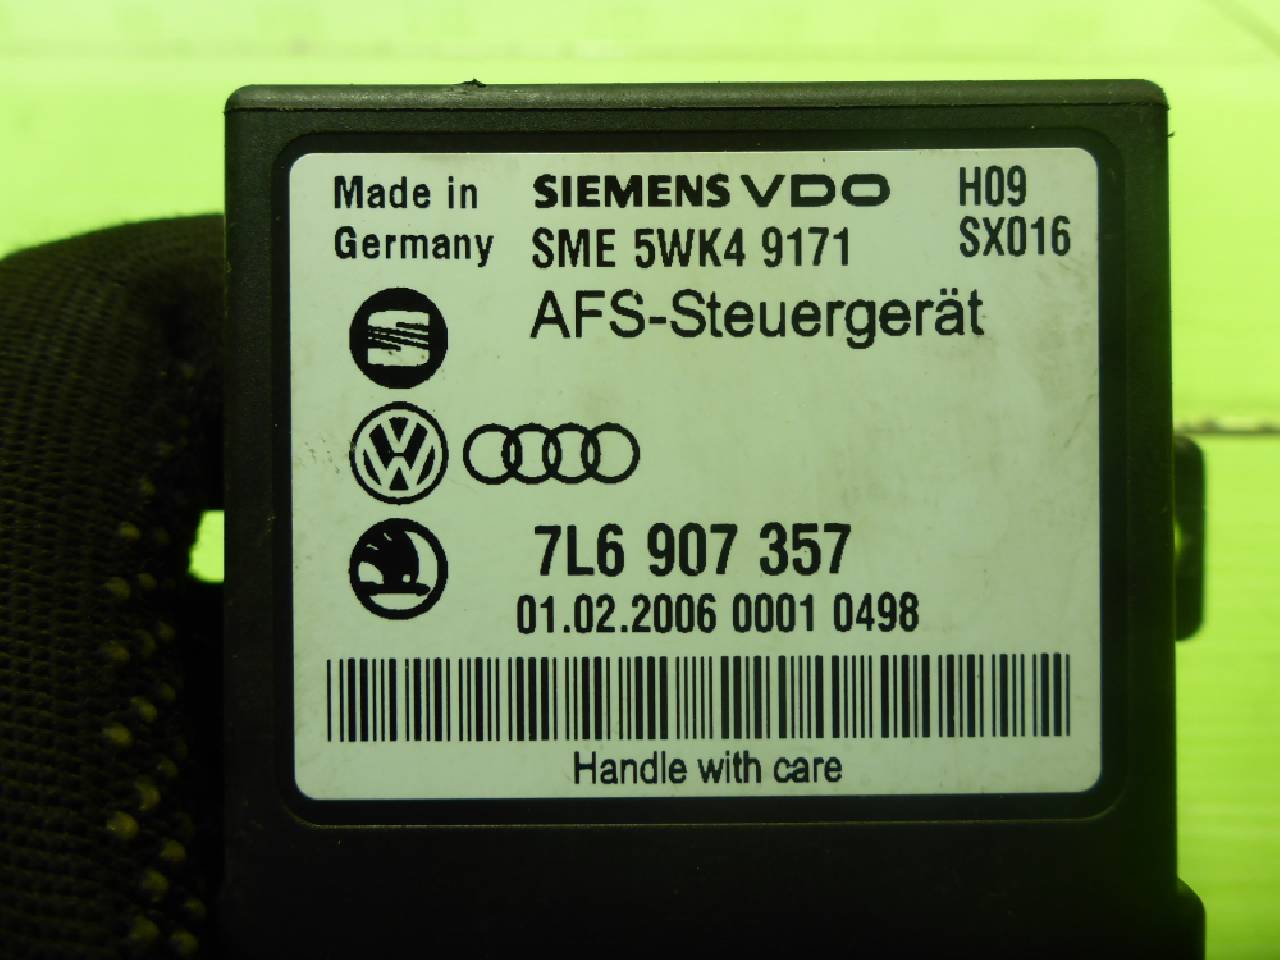 Made in
Germany
SIEMENS VDO
SME 5WK4 9171
H09
SX016
AFS-Steuergerät
7L6 907 357
01.02.2006 0001 0498
Handle with care